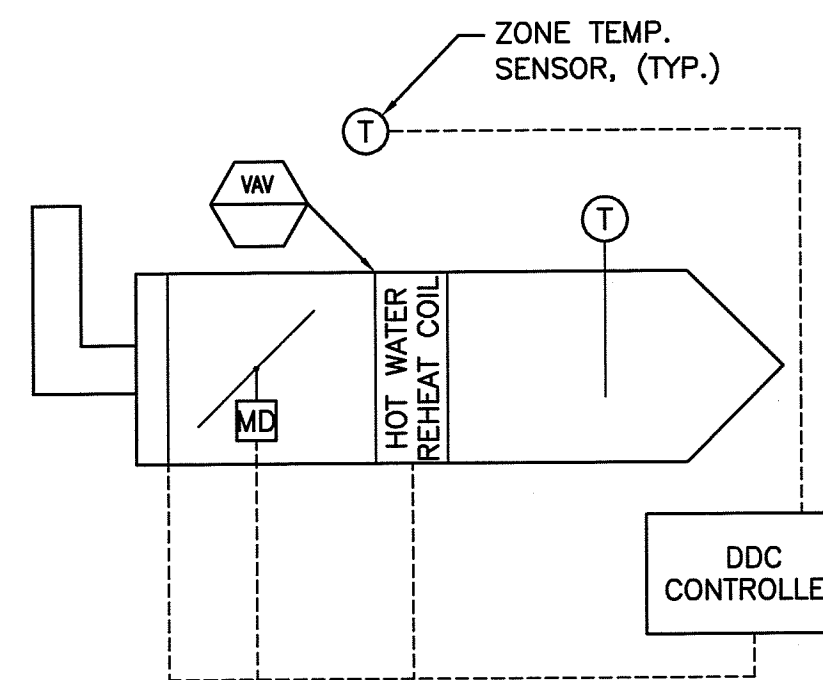 ZONE TEMP.
SENSOR, (TYP.)
T
VAV
T
HOT WATER
REHEAT COIL
MD
DDC
CONTROLLE